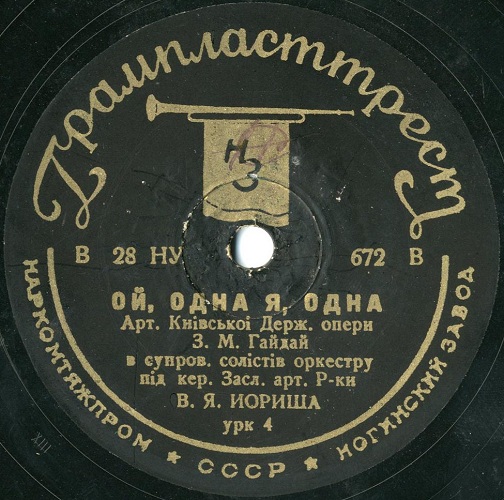 Грампласттрест
НЗ
В 28 НУ 672 В
ОЙ, ОДНА Я, ОДНА
Арт. Київської Держ. опери
З. М. Гайдай
в супров. солістів оркестру
під кер. Засл. арт. Р-ки
В. Я. ИОРИША
урк 4
НАРКОМТЯЖПРОМ ★ СССР ★ НОГИНСКИЙ ЗАВОД